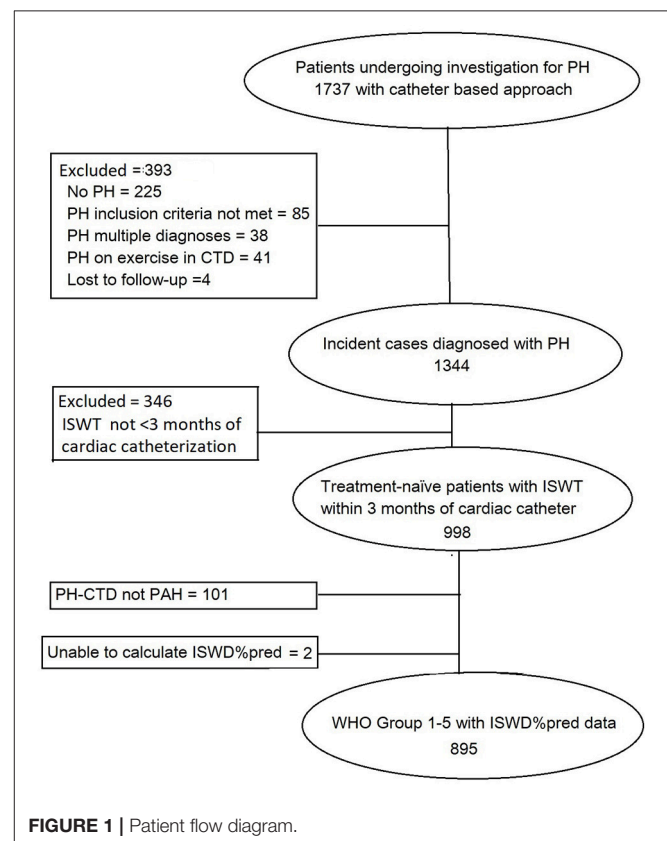 Patients undergoing investigation for PH
1737 with catheter based approach
Excluded = 393
No PH = 225
PH inclusion criteria not met = 85
PH multiple diagnoses = 38
PH on exercise in CTD = 41
Lost to follow-up =4
Incident cases diagnosed with PH
1344
Excluded = 346
ISWT not <3 months of
cardiac catheterization
Treatment-naïve patients with ISWT
within 3 months of cardiac catheter
998
PH-CTD not PAH = 101
Unable to calculate ISWD%pred = 2
WHO Group 1-5 with ISWD%pred data
895
FIGURE 1 | Patient flow diagram.